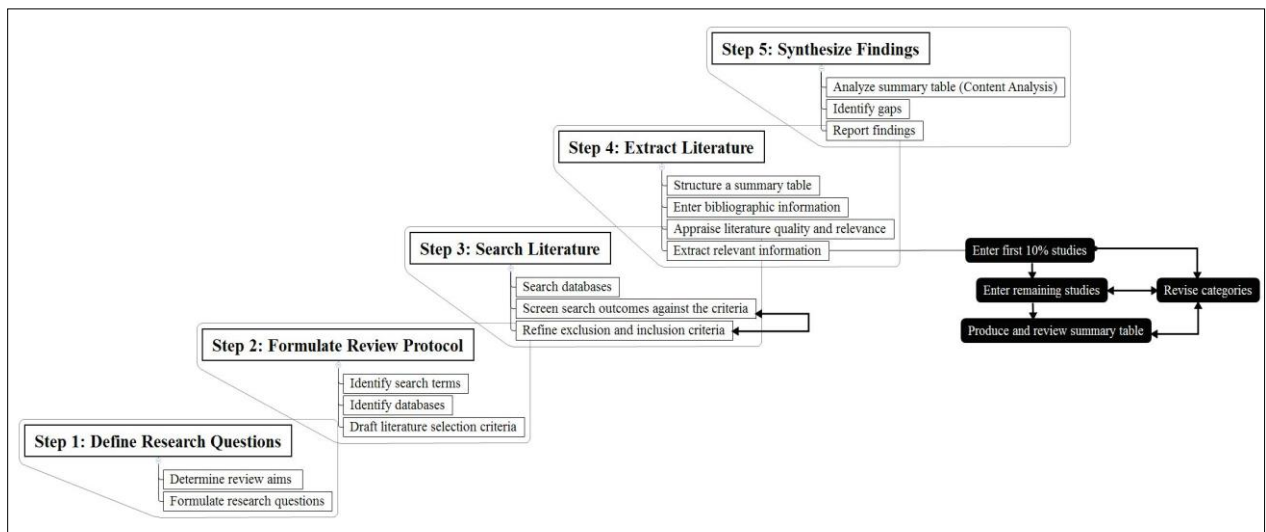 Step 5: Synthesize Findings
Analyze summary table (Content Analysis)
Identify gaps
Report findings
Step 4: Extract Literature
Structure a summary table
Enter bibliographic information
Appraise literature quality and relevance
Extract relevant information
Enter first 10% studies
Enter remaining studies
Revise categories
Produce and review summary table
Step 3: Search Literature
Search databases
Screen search outcomes against the criteria
Refine exclusion and inclusion criteria
Step 2: Formulate Review Protocol
Identify search terms
Identify databases
Draft literature selection criteria
Step 1: Define Research Questions
Determine review aims
Formulate research questions